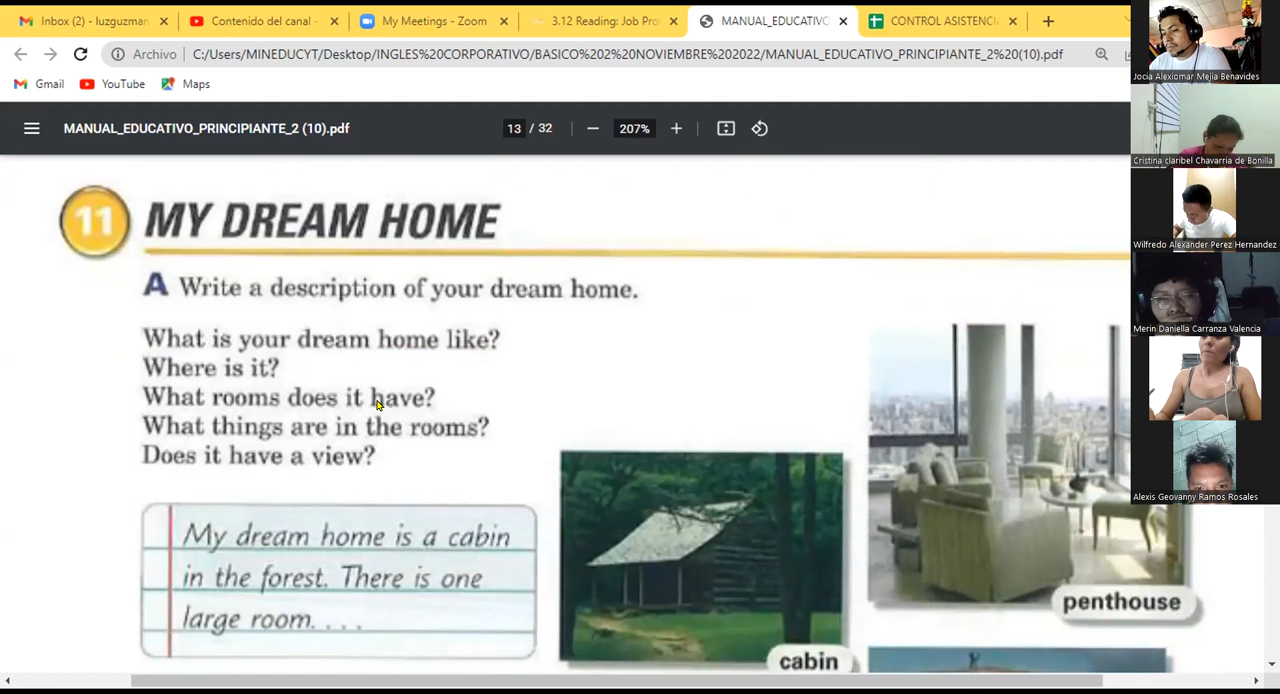 Inbox (2) - luzguzman
Contenido del canal -
My Meetings - Zoom
3.12 Reading: Job Pro
MANUAL_EDUCATIVO
CONTROL ASISTENCI
Archivo
C:/Users/MINEDUCYT/Desktop/INGLES%20CORPORATIVO/BASICO%202%20NOVIEMBRE%202022/MANUAL_EDUCATIVO_PRINCIPIANTE_2%20(10).pdf
Gmail
YouTube
Maps
MANUAL_EDUCATIVO_PRINCIPIANTE_2 (10).pdf
13 / 32
207%
11 MY DREAM HOME
A Write a description of your dream home.
What is your dream home like?
Where is it?
What rooms does it have?
What things are in the rooms?
Does it have a view?
My dream home is a cabin
in the forest. There is one
large room. . . .
cabin
penthouse
Jocia Alexiomar Mejia Benavides
Cristina claribel Chavarria de Bonilla
Wilfredo Alexander Perez Hernandez
Merin Daniella Carranza Valencia
Alexis Geovanny Ramos Rosales